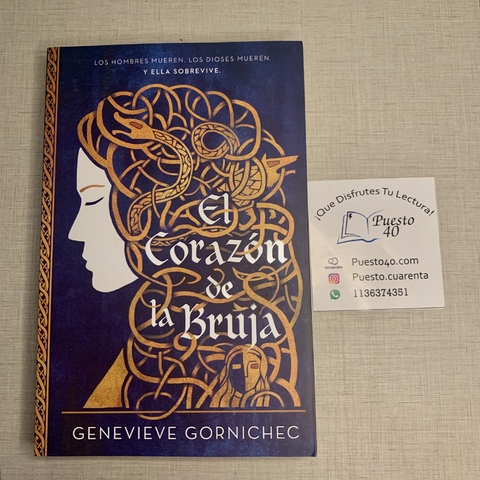 LOS HOMBRES MUEREN. LOS DIOSES MUEREN.
Y ELLA SOBREVIVE.
El
Corazón
de
la Bruja
GENEVIEVE GORNICHEC
¡Que Disfrutes Tu Lectura!
Puesto
40
Puesto40.com
Puesto.cuarenta
1136374351